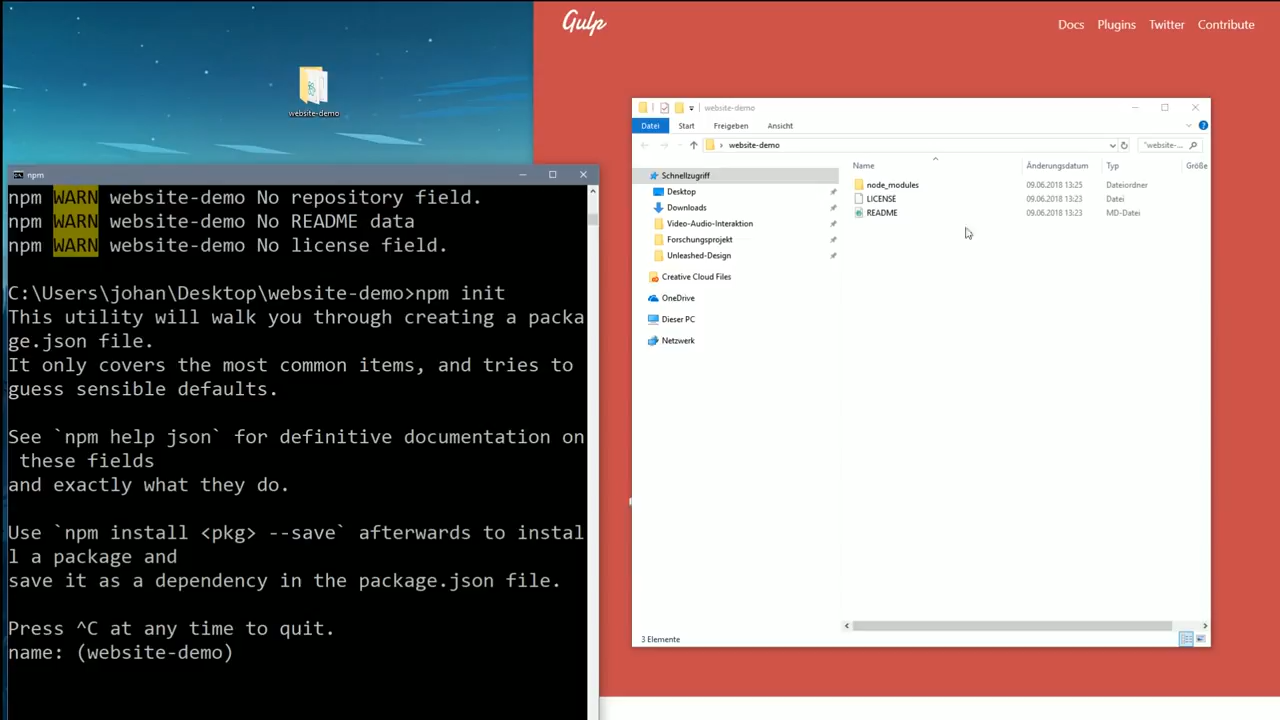 Gulp
Docs Plugins Twitter Contribute
website-demo
website-demo
Datei Start Freigeben Ansicht
website-demo "website-...
npm
npm WARN website-demo No repository field.
npm WARN website-demo No README data
npm WARN website-demo No license field.
C:\Users\johan\Desktop\website-demo>npm init
This utility will walk you through creating a packa
ge.json file.
It only covers the most common items, and tries to
guess sensible defaults.
See `npm help json` for definitive documentation on
these fields
and exactly what they do.
Use `npm install <pkg> --save` afterwards to instal
l a package and
save it as a dependency in the package.json file.
Press ^C at any time to quit.
name: (website-demo)
Schnellzugriff
Desktop
Downloads
Video-Audio-Interaktion
Forschungsprojekt
Unleashed-Design
Creative Cloud Files
OneDrive
Dieser PC
Netzwerk
Name Änderungsdatum Typ Größe
node_modules 09.06.2018 13:25 Dateiordner
LICENSE 09.06.2018 13:23 Datei
README 09.06.2018 13:23 MD-Datei
3 Elemente